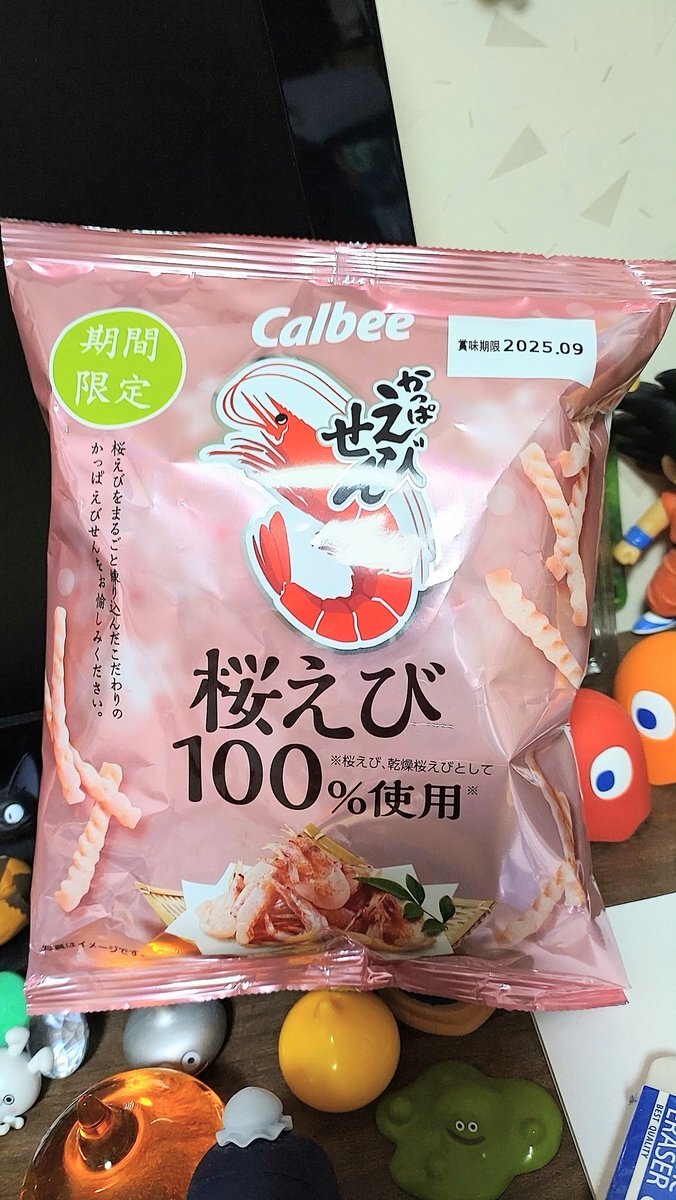 Calbee
期間
限定
賞味期限 2025.09
かっぱ
えび
せん
桜えびをまるごと練り込んだこだわりの
かっぱえびせんをお愉しみください。
桜えび
100%使用※
※桜えび、乾燥桜えびとして
写真はイメージです。
ERASER
BEST QUALITY